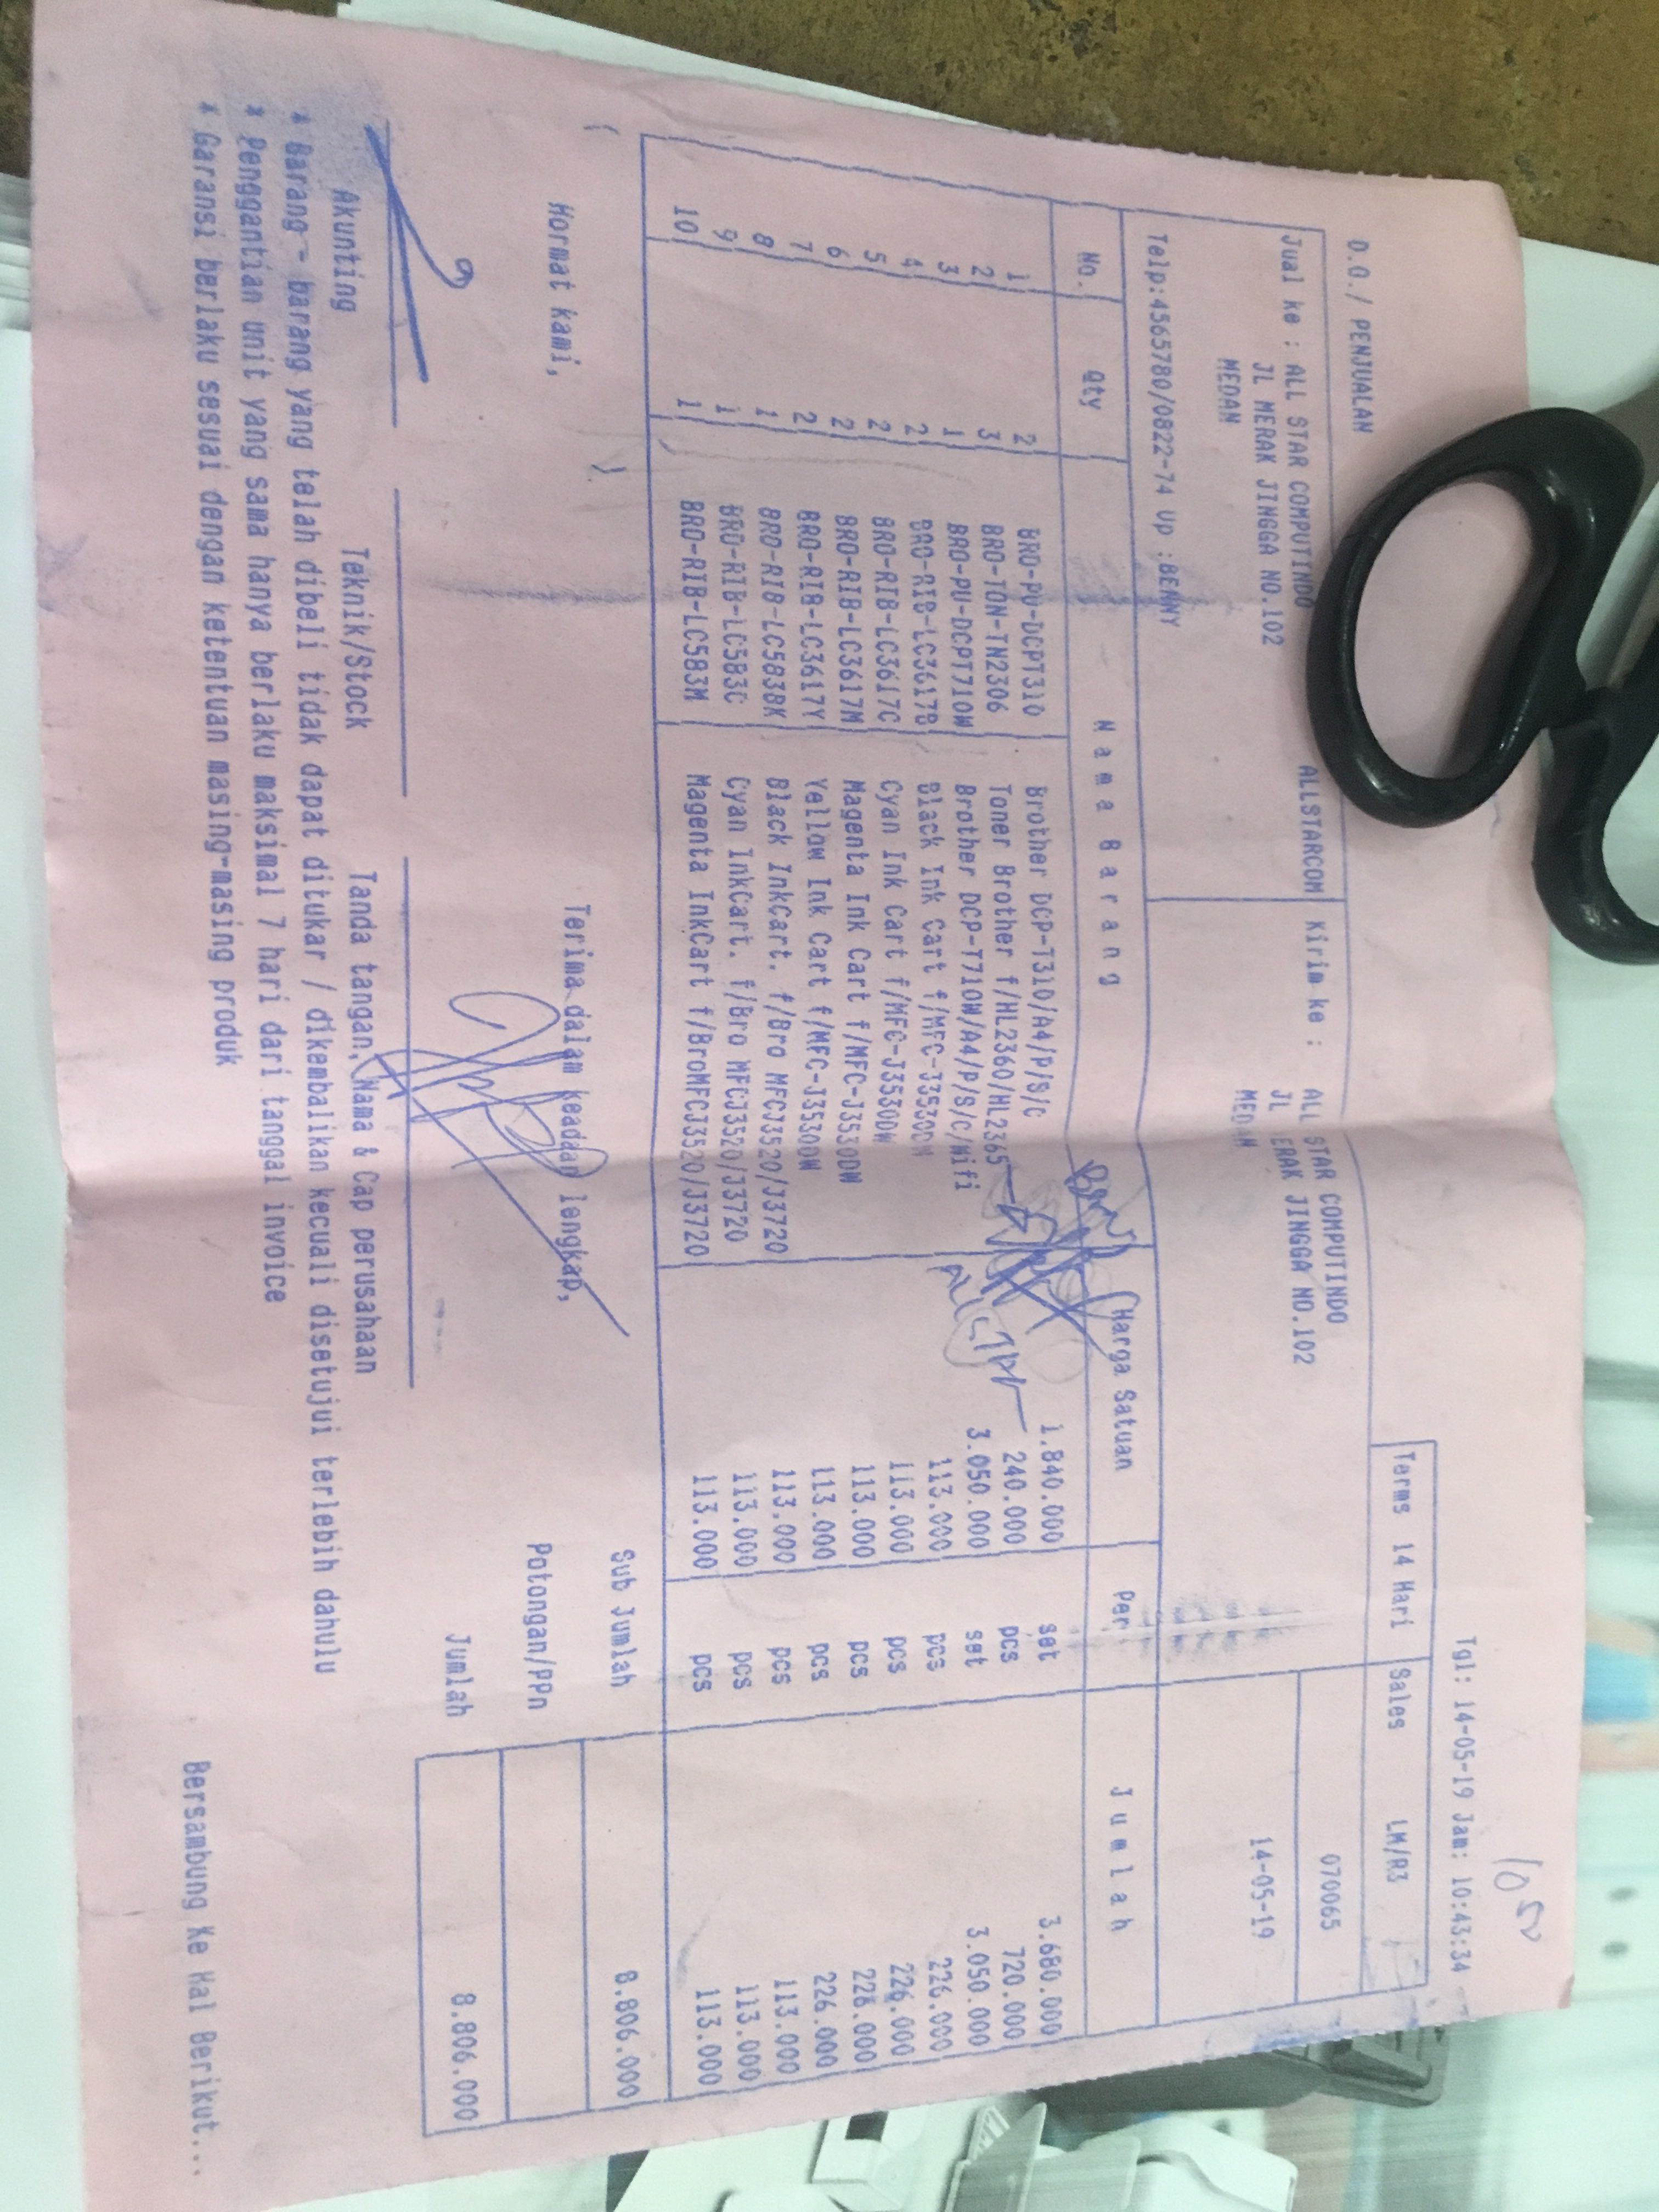 Tgl: 14-05-19 Jam: 10:43:34
D.O./ PENJUALAN
Terms 14 Hari Sales LM/R3
Jual ke : ALL STAR COMPUTINDO ALLSTARCOM Kirim ke : ALL STAR COMPUTINDO 070065
JL MERAK JINGGA NO.102 JL ERAK JINGGA NO.102
MEDAN MEDAN 14-05-19
Telp:4565780/0822-74 Up :BENNY
No. Qty Nama Barang Harga Satuan Per Jumlah
1 2 BRO-PU-DCPT310 Brother DCP-T310/A4/P/S/C 1.840.000 set 3.680.000
2 3 BRO-TON-TN2306 Toner Brother f/HL2360/HL2365 240.000 pcs 720.000
3 1 BRO-PU-DCPT710W Brother DCP-T710W/A4/P/S/C/Wifi 3.050.000 set 3.050.000
4 2 BRO-RIB-LC3617B Black Ink Cart f/MFC-J3530DW 113.000 pcs 226.000
5 2 BRO-RIB-LC3617C Cyan Ink Cart f/MFC-J3530DW 113.000 pcs 226.000
6 2 BRO-RIB-LC3617M Magenta Ink Cart f/MFC-J3530DW 113.000 pcs 226.000
7 2 BRO-RIB-LC3617Y Yellow Ink Cart f/MFC-J3530DW 113.000 pcs 226.000
8 1 BRO-RIB-LC583BK Black InkCart. f/Bro MFCJ3520/J3720 113.000 pcs 113.000
9 1 BRO-RIB-LC583C Cyan InkCart. f/Bro MFCJ3520/J3720 113.000 pcs 113.000
10 1 BRO-RIB-LC583M Magenta InkCart f/BroMFCJ3520/J3720 113.000 pcs 113.000
Sub Jumlah 8.806.000
Hormat kami, Terima dalam keadaan lengkap,
Potongan/PPn
Jumlah 8.806.000
Akunting Teknik/Stock Tanda tangan, Nama & Cap perusahaan
* Barang - barang yang telah dibeli tidak dapat ditukar / dikembalikan kecuali disetujui terlebih dahulu
* Penggantian unit yang sama hanya berlaku maksimal 7 hari dari tanggal invoice
* Garansi berlaku sesuai dengan ketentuan masing-masing produk
Bersambung Ke Hal Berikut...